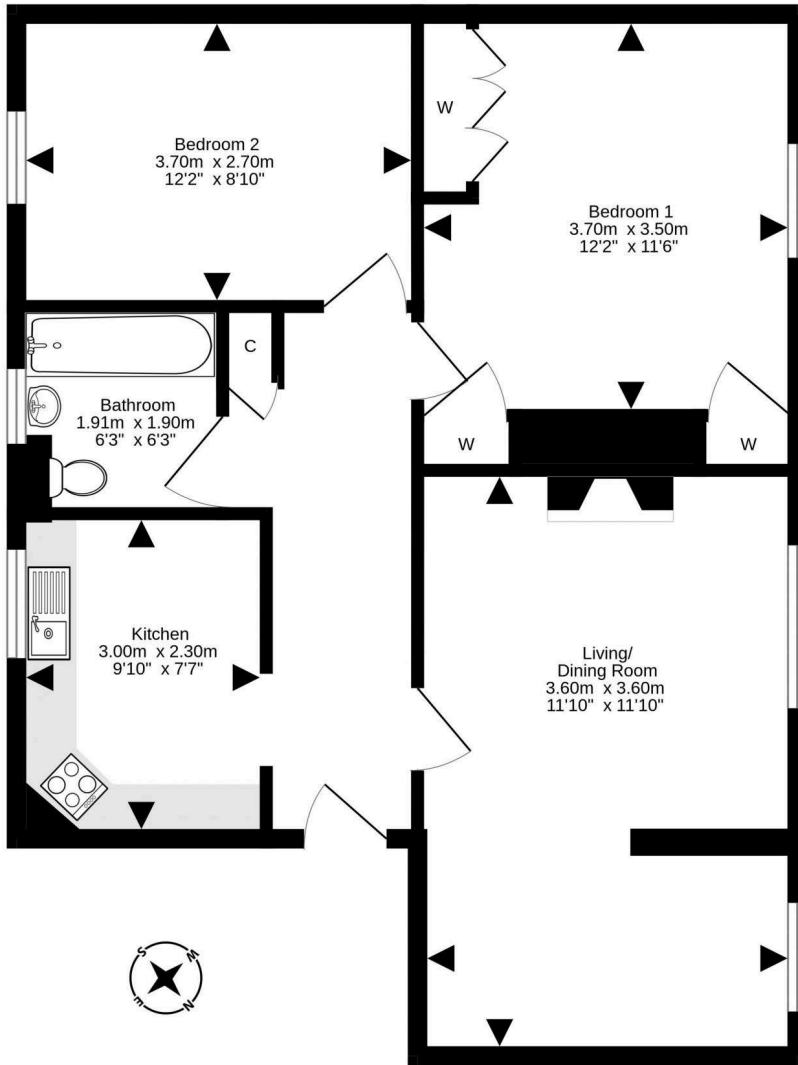 Bedroom 2
3.70m x 2.70m
12'2" x 8'10"
W
Bedroom 1
3.70m x 3.50m
12'2" x 11'6"
C
Bathroom
1.91m x 1.90m
6'3" x 6'3"
W
W
Kitchen
3.00m x 2.30m
9'10" x 7'7"
Living/
Dining Room
3.60m x 3.60m
11'10" x 11'10"
S
W
E
N